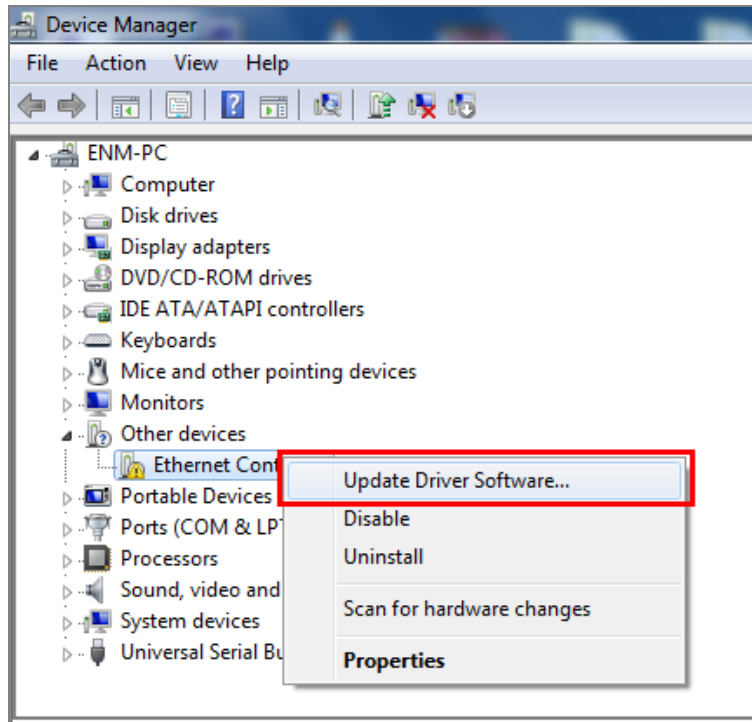 Device Manager
File Action View Help
ENM-PC
Computer
Disk drives
Display adapters
DVD/CD-ROM drives
IDE ATA/ATAPI controllers
Keyboards
Mice and other pointing devices
Monitors
Other devices
Ethernet Cont
Update Driver Software...
Portable Devices
Disable
Ports (COM & LPT
Processors
Uninstall
Sound, video and
Scan for hardware changes
System devices
Universal Serial Bu
Properties